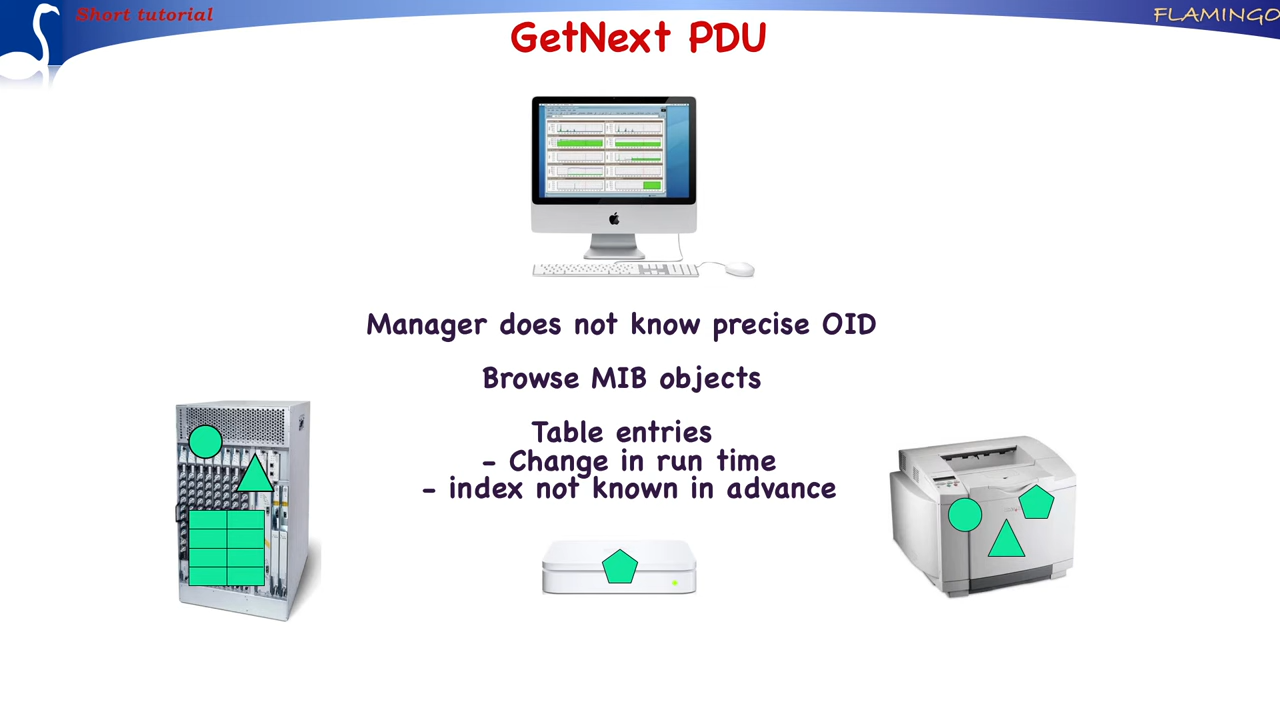 Short tutorial
FLAMINGO
GetNext PDU
Manager does not know precise OID
Browse MIB objects
Table entries
- Change in run time
- index not known in advance